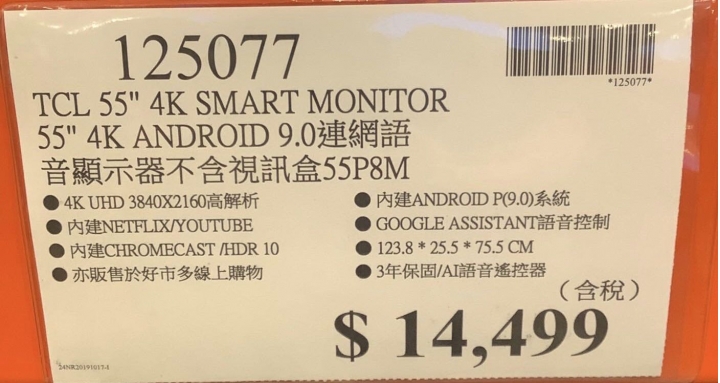 125077
*125077*
TCL 55" 4K SMART MONITOR
55" 4K ANDROID 9.0連網語
音顯示器不含視訊盒55P8M
●4K UHD 3840X2160高解析
●內建NETFLIX/YOUTUBE
●內建CHROMECAST /HDR 10
●亦販售於好市多線上購物
●內建ANDROID P(9.0)系統
●GOOGLE ASSISTANT語音控制
●123.8 * 25.5 * 75.5 CM
●3年保固/AI語音遙控器
（含稅）
$ 14,499
24NR20191017-I